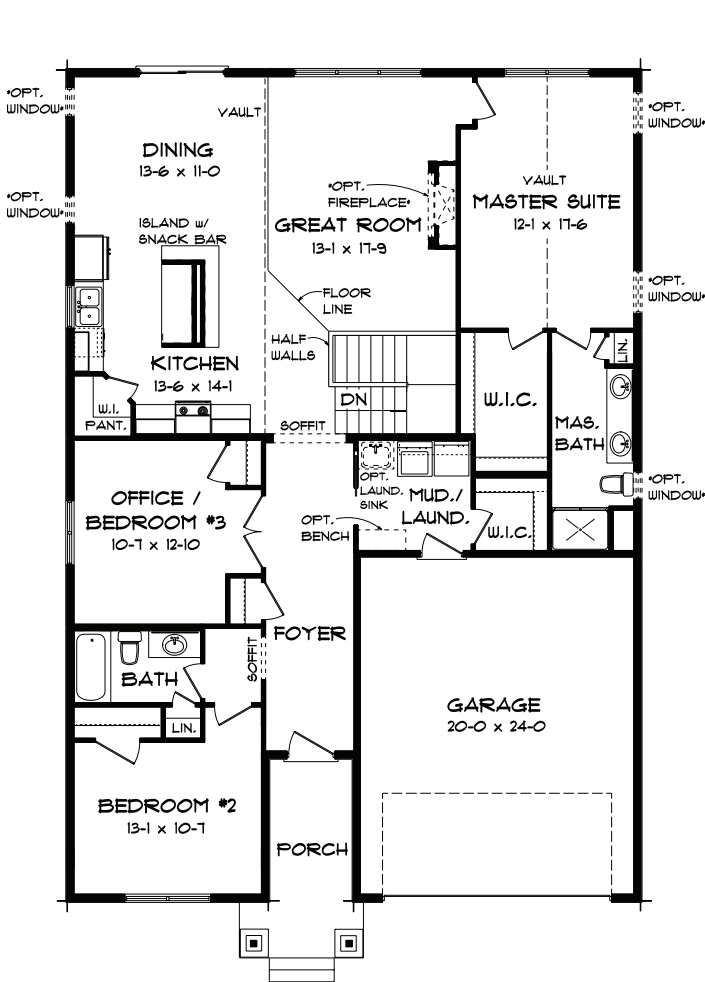 *OPT.
WINDOW*
*OPT.
WINDOW*
VAULT
DINING
13-6 x 11-0
*OPT.
WINDOW*
ISLAND w/
SNACK BAR
*OPT.
FIREPLACE*
GREAT ROOM
13-1 x 17-9
VAULT
MASTER SUITE
12-1 x 17-6
*OPT.
WINDOW*
FLOOR
LINE
HALF
WALLS
KITCHEN
13-6 x 14-1
LIN.
DN
W.I.C.
W.I.
PANT.
SOFFIT
MAS.
BATH
*OPT.
WINDOW*
OPT.
LAUND.
SINK
MUD./
LAUND.
OFFICE /
BEDROOM #3
10-7 x 12-10
OPT.
BENCH
W.I.C.
FOYER
SOFFIT
BATH
LIN.
GARAGE
20-0 x 24-0
BEDROOM #2
13-1 x 10-7
PORCH